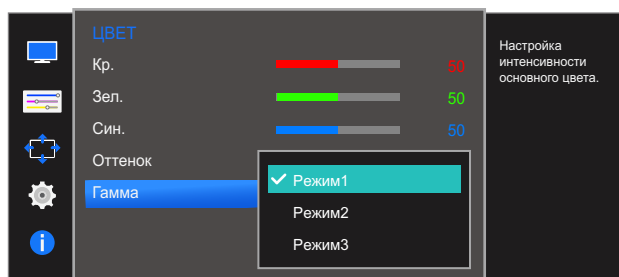 ЦВЕТ
Кр. 50
Зел. 50
Син. 50
Оттенок
Гамма
Режим1
Режим2
Режим3
Настройка
интенсивности
основного цвета.